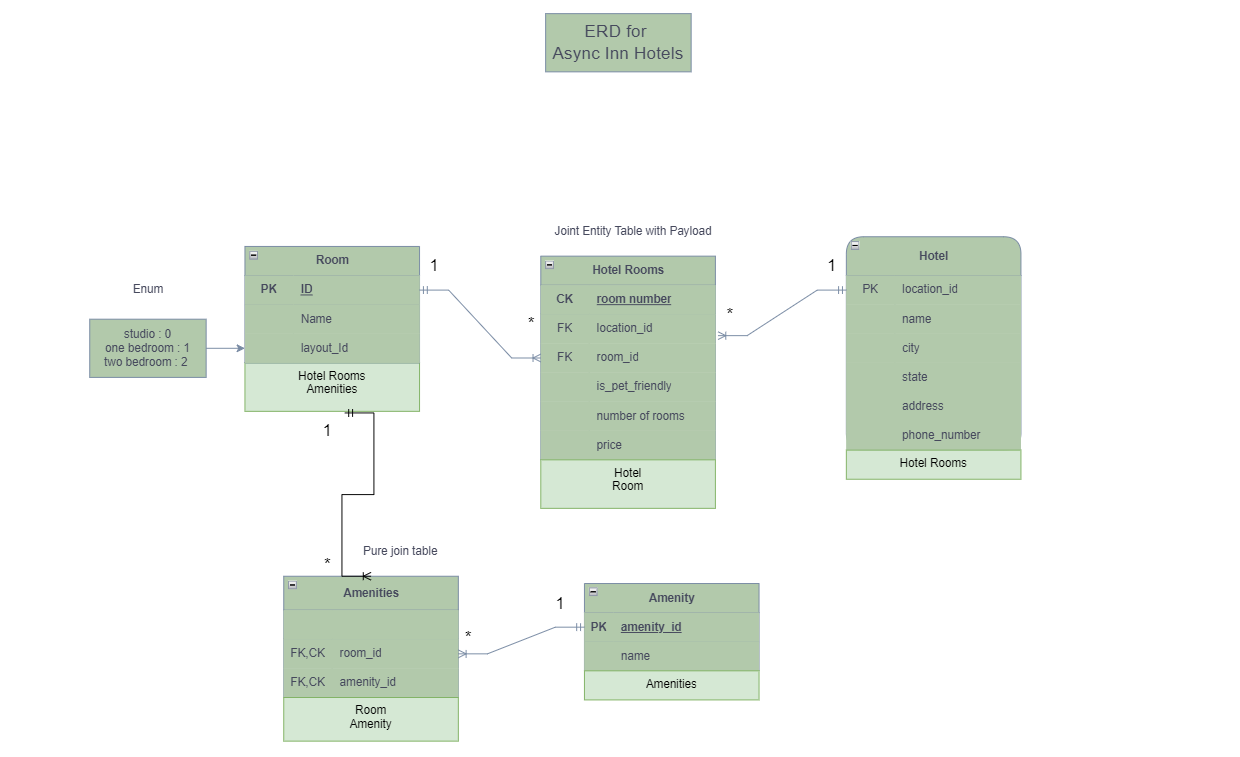 ERD for
Async Inn Hotels
Joint Entity Table with Payload
Enum
studio : 0
one bedroom : 1
two bedroom : 2
Room
PK ID
Name
layout_Id
Hotel Rooms
Amenities
1
*
Hotel Rooms
CK room number
FK location_id
FK room_id
is_pet_friendly
number of rooms
price
Hotel
Room
*
1
Hotel
PK location_id
name
city
state
address
phone_number
Hotel Rooms
1
*
Pure join table
Amenities
FK,CK room_id
FK,CK amenity_id
Room
Amenity
*
1
Amenity
PK amenity_id
name
Amenities